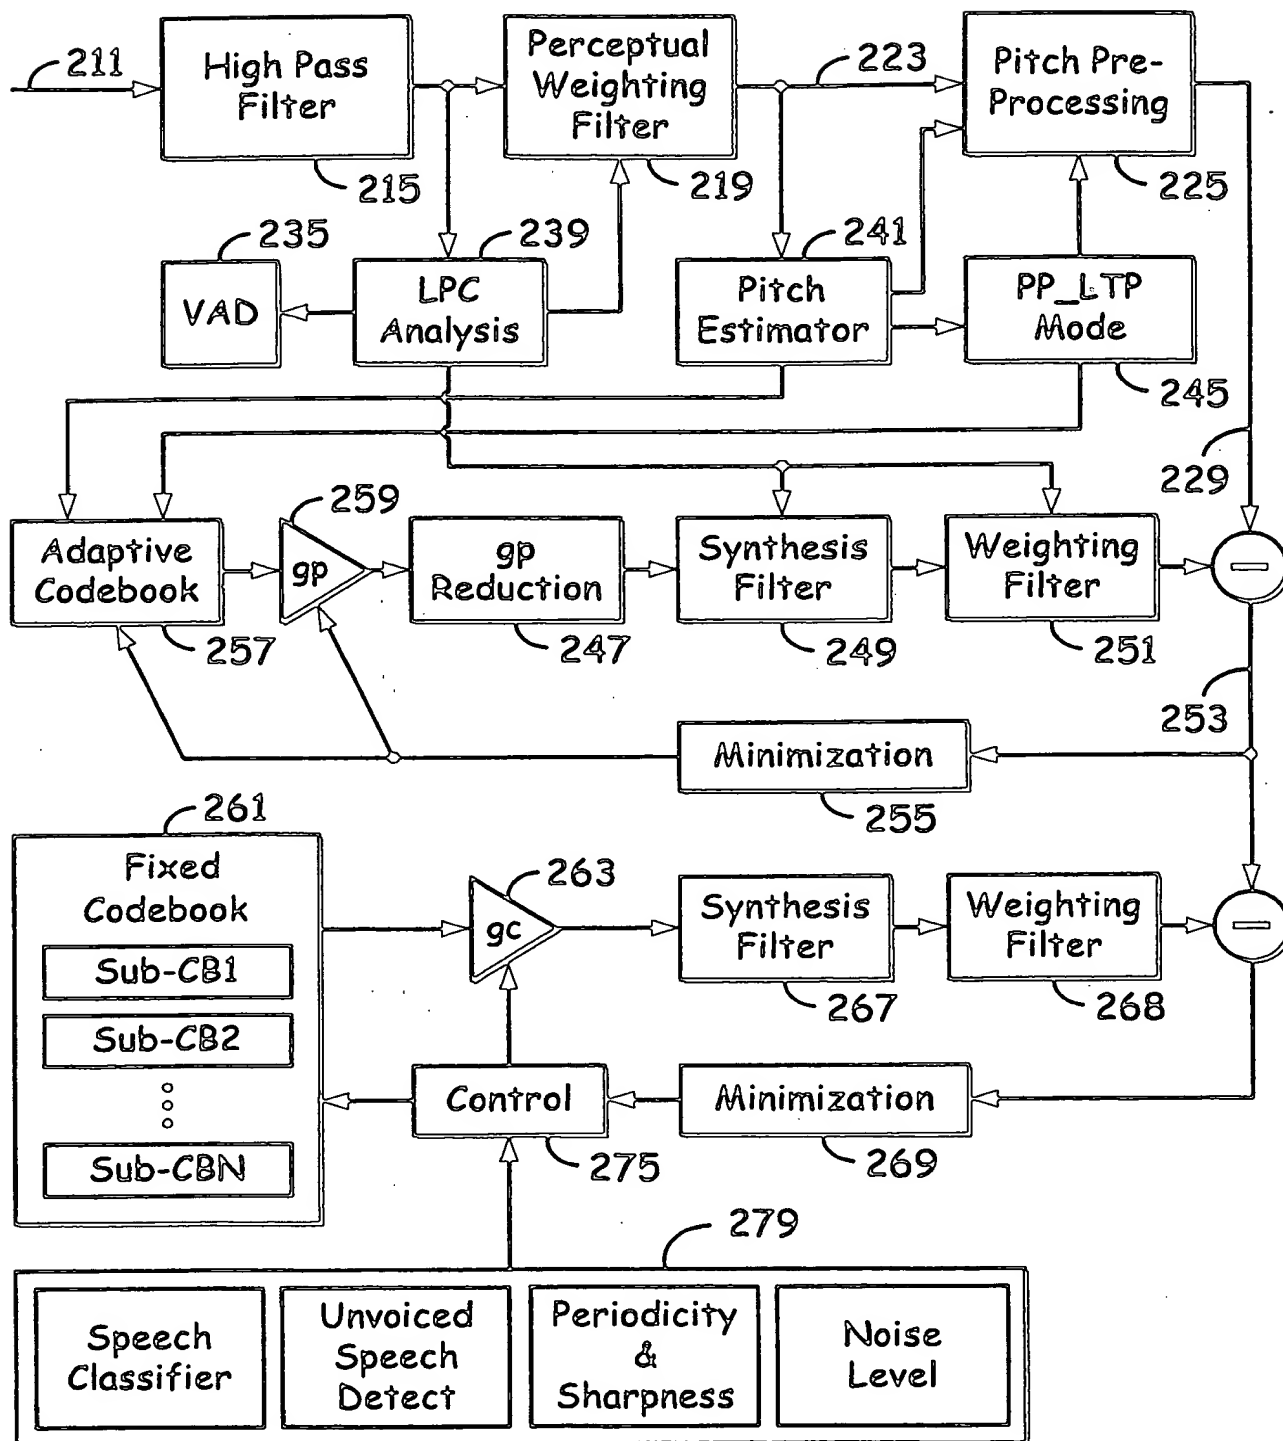 211
High Pass
Filter
215
Perceptual
Weighting
Filter
219
223
Pitch Pre-
Processing
225
235
VAD
239
LPC
Analysis
241
Pitch
Estimator
PP_LTP
Mode
245
229
Adaptive
Codebook
257
259
gp
gp
Reduction
247
Synthesis
Filter
249
Weighting
Filter
251
253
Minimization
255
261
Fixed
Codebook
Sub-CB1
Sub-CB2
Sub-CBN
263
gc
Synthesis
Filter
267
Weighting
Filter
268
Control
275
Minimization
269
279
Speech
Classifier
Unvoiced
Speech
Detect
Periodicity
&
Sharpness
Noise
Level